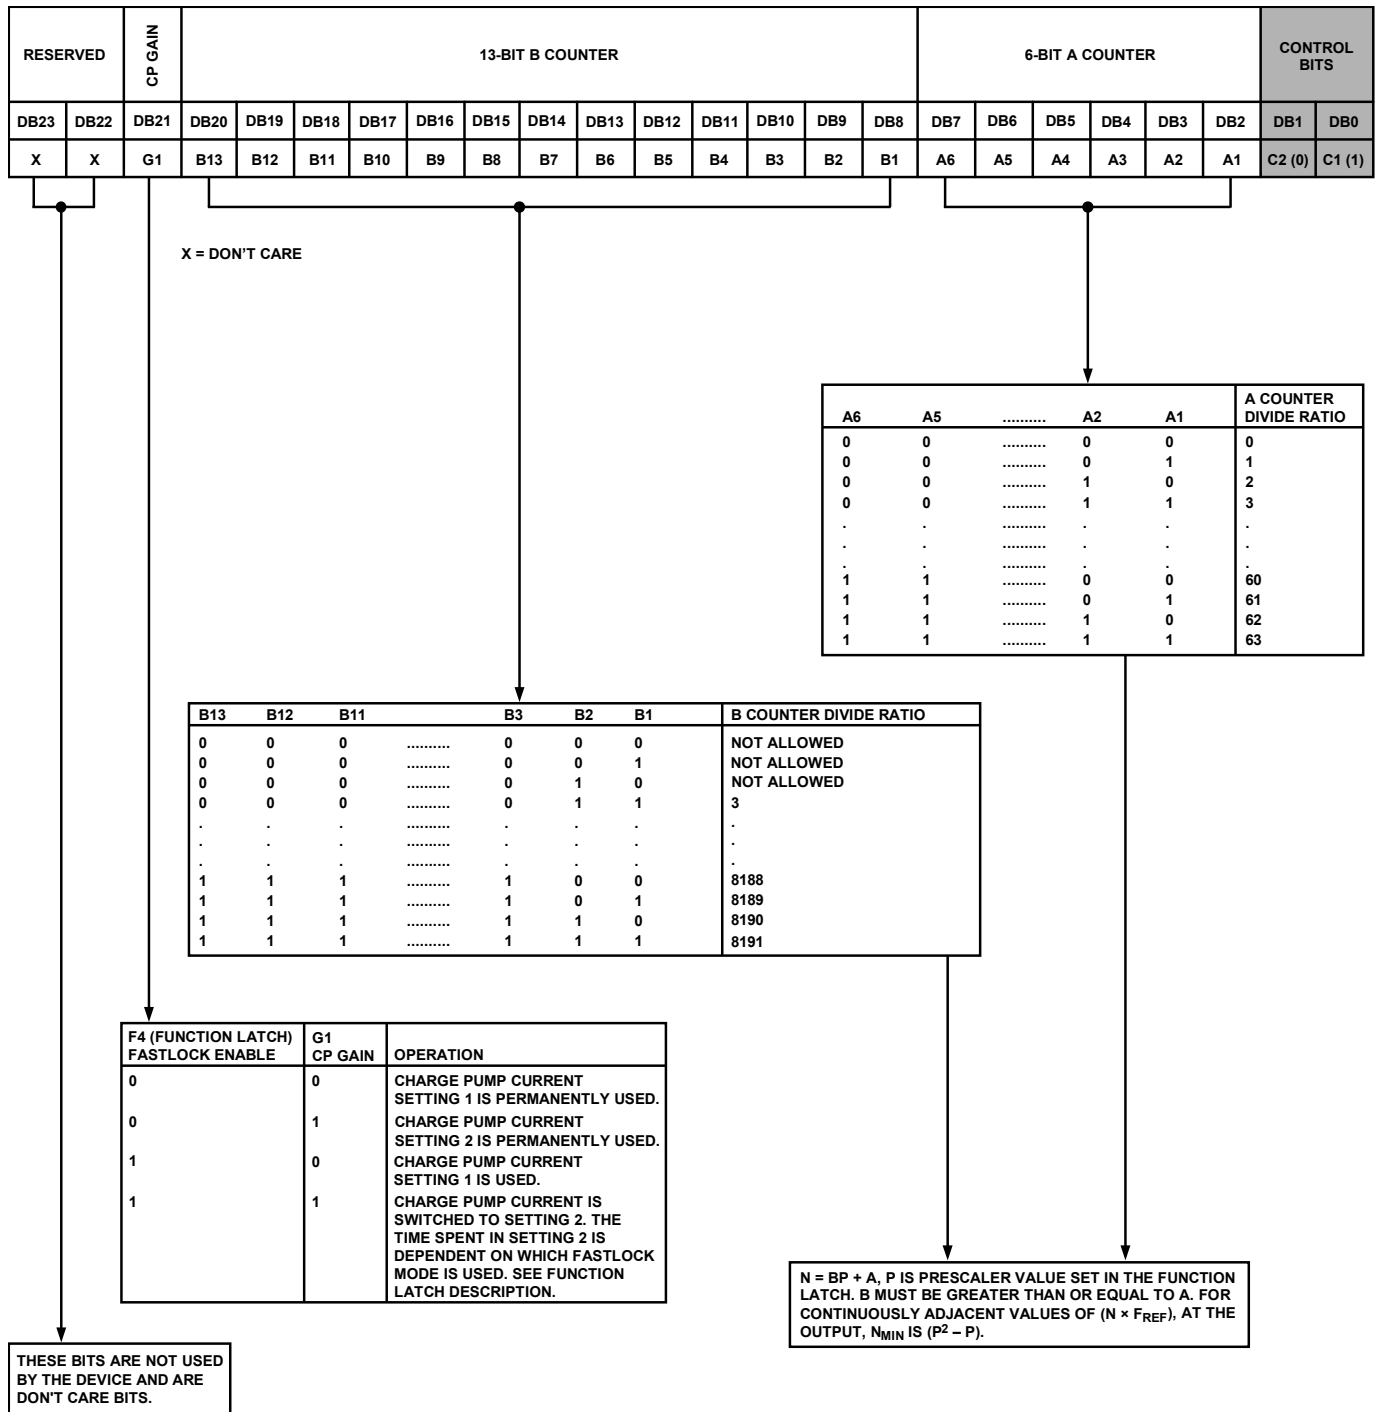 RESERVED
CP GAIN
13-BIT B COUNTER
6-BIT A COUNTER
CONTROL
BITS
DB23 DB22 DB21 DB20 DB19 DB18 DB17 DB16 DB15 DB14 DB13 DB12 DB11 DB10 DB9 DB8 DB7 DB6 DB5 DB4 DB3 DB2 DB1 DB0
X X G1 B13 B12 B11 B10 B9 B8 B7 B6 B5 B4 B3 B2 B1 A6 A5 A4 A3 A2 A1 C2 (0) C1 (1)
X = DON'T CARE
A COUNTER
A6 A5 .......... A2 A1 DIVIDE RATIO
0 0 .......... 0 0 0
0 0 .......... 0 1 1
0 0 .......... 1 0 2
0 0 .......... 1 1 3
. . .......... . . .
. . .......... . . .
. . .......... . . .
1 1 .......... 0 0 60
1 1 .......... 0 1 61
1 1 .......... 1 0 62
1 1 .......... 1 1 63
B13 B12 B11 B3 B2 B1 B COUNTER DIVIDE RATIO
0 0 0 .......... 0 0 0 NOT ALLOWED
0 0 0 .......... 0 0 1 NOT ALLOWED
0 0 0 .......... 0 1 0 NOT ALLOWED
0 0 0 .......... 0 1 1 3
. . . .......... . . . .
. . . .......... . . . .
. . . .......... . . . .
1 1 1 .......... 1 0 0 8188
1 1 1 .......... 1 0 1 8189
1 1 1 .......... 1 1 0 8190
1 1 1 .......... 1 1 1 8191
F4 (FUNCTION LATCH) G1
FASTLOCK ENABLE CP GAIN OPERATION
0 0 CHARGE PUMP CURRENT
SETTING 1 IS PERMANENTLY USED.
0 1 CHARGE PUMP CURRENT
SETTING 2 IS PERMANENTLY USED.
1 0 CHARGE PUMP CURRENT
SETTING 1 IS USED.
1 1 CHARGE PUMP CURRENT IS
SWITCHED TO SETTING 2. THE
TIME SPENT IN SETTING 2 IS
DEPENDENT ON WHICH FASTLOCK
MODE IS USED. SEE FUNCTION
LATCH DESCRIPTION.
N = BP + A, P IS PRESCALER VALUE SET IN THE FUNCTION
LATCH. B MUST BE GREATER THAN OR EQUAL TO A. FOR
CONTINUOUSLY ADJACENT VALUES OF (N × FREF), AT THE
OUTPUT, NMIN IS (P² – P).
THESE BITS ARE NOT USED
BY THE DEVICE AND ARE
DON'T CARE BITS.